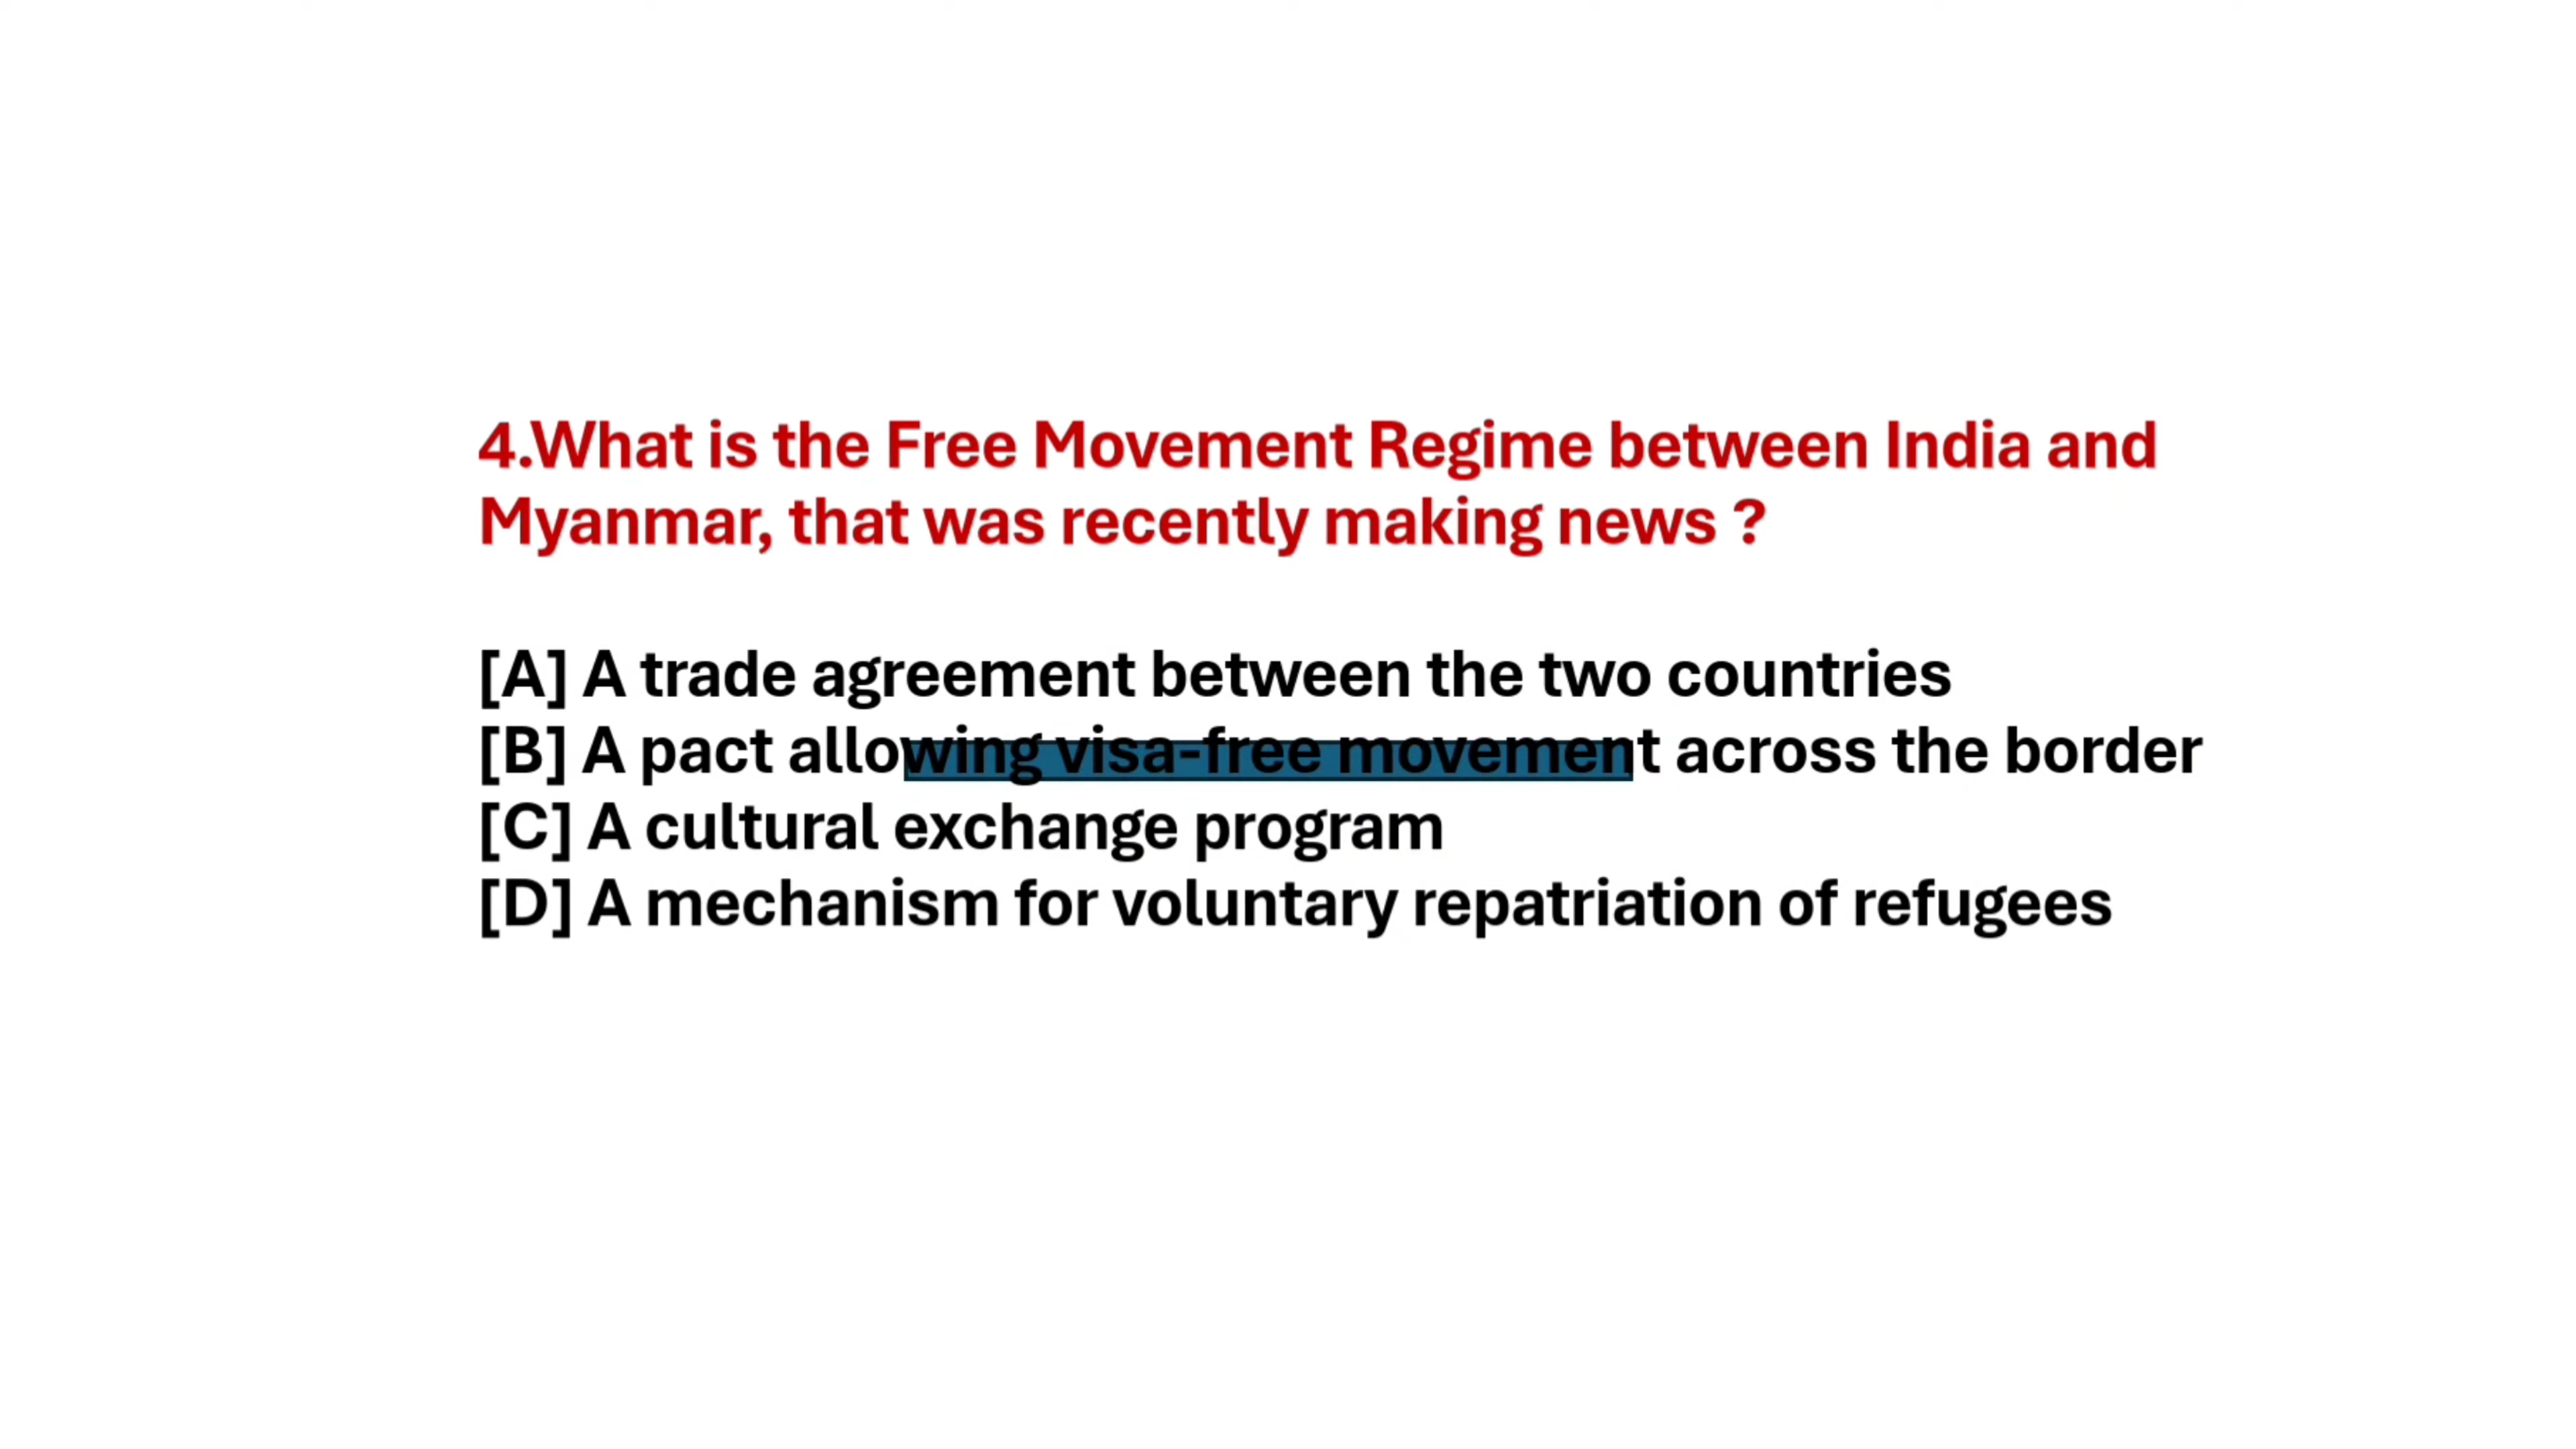 4.What is the Free Movement Regime between India and
Myanmar, that was recently making news ?
[A] A trade agreement between the two countries
[B] A pact allowing visa-free movement across the border
[C] A cultural exchange program
[D] A mechanism for voluntary repatriation of refugees